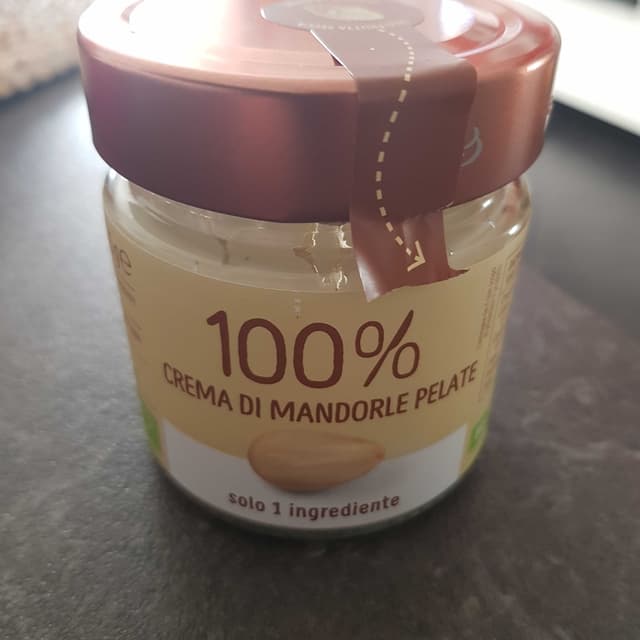 100%
CREMA DI MANDORLE PELATE
solo 1 ingrediente